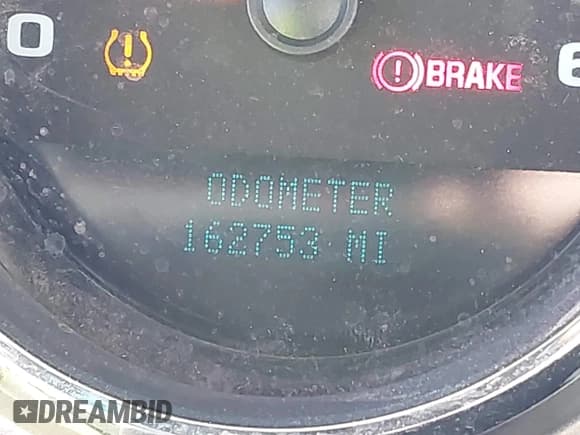 0
BRAKE 6
ODOMETER
162753 MI
DREAMBID